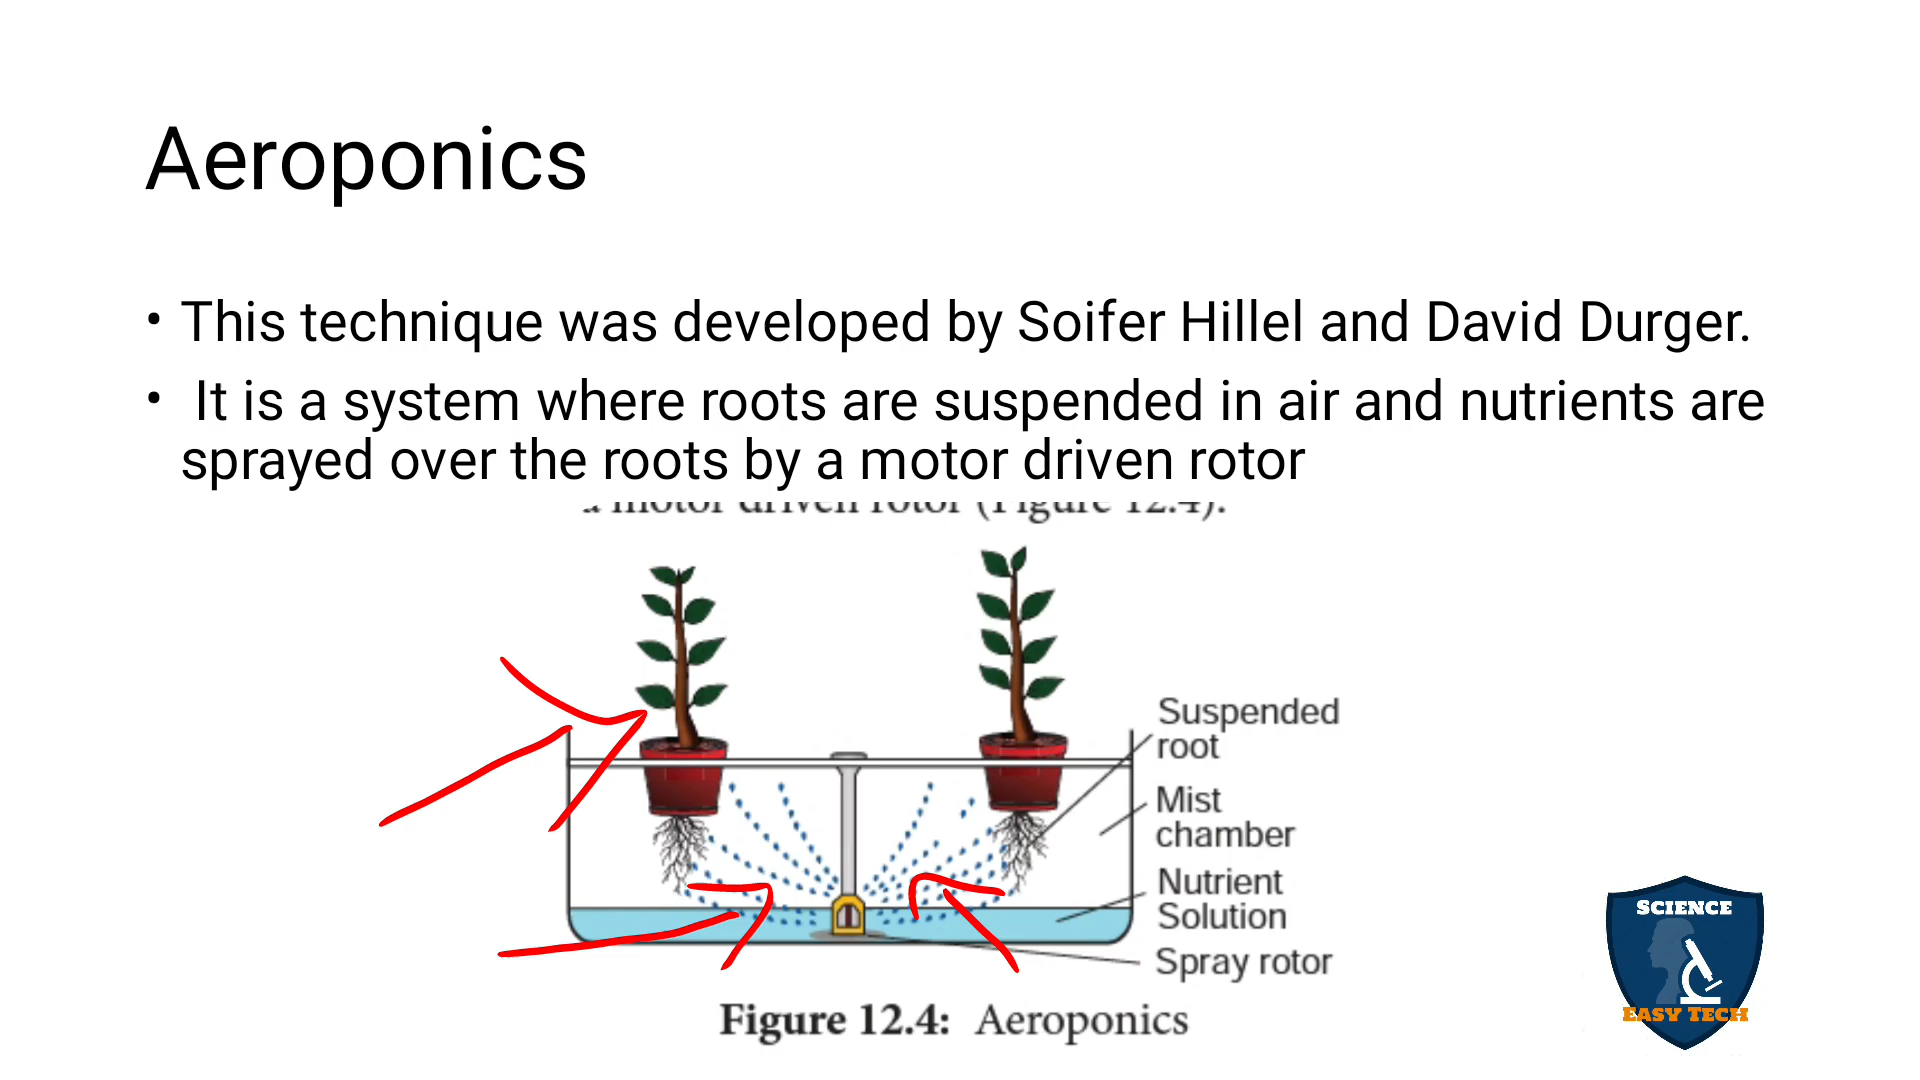 Aeroponics
• This technique was developed by Soifer Hillel and David Durger.
• It is a system where roots are suspended in air and nutrients are
sprayed over the roots by a motor driven rotor
a motor driven rotor (Figure 12.4).
Suspended
root
Mist
chamber
Nutrient
Solution
Spray rotor
Figure 12.4: Aeroponics
SCIENCE
EASY TECH